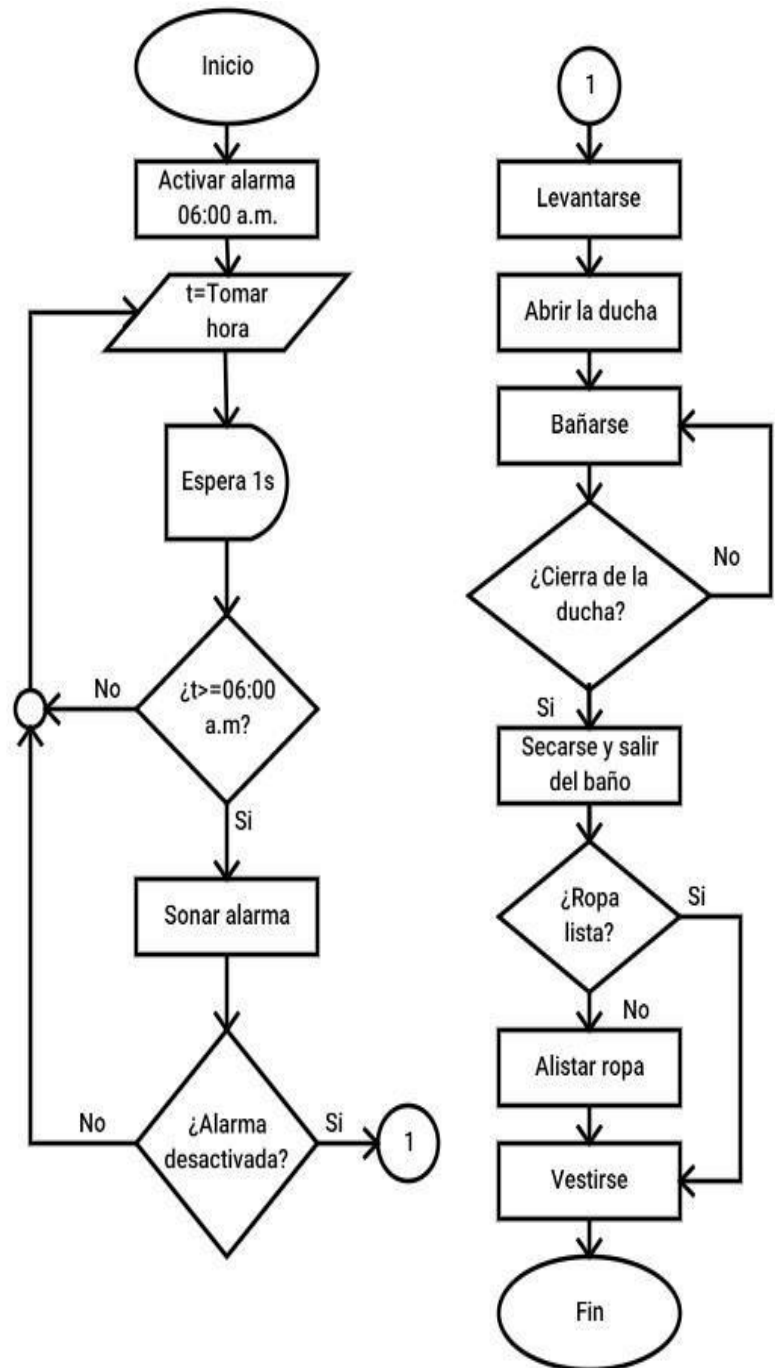 Inicio
Activar alarma
06:00 a.m.
t=Tomar
hora
Espera 1s
¿t>=06:00
a.m?
No
Si
Sonar alarma
¿Alarma
desactivada?
No
Si
1
1
Levantarse
Abrir la ducha
Bañarse
¿Cierra de la
ducha?
No
Si
Secarse y salir
del baño
¿Ropa
lista?
Si
No
Alistar ropa
Vestirse
Fin